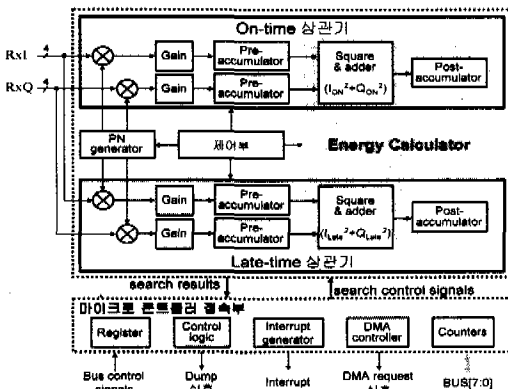 On-time 상관기
RxI 4
RxQ 4
Gain
Pre-accumulator
Square & adder
(I_ON²+Q_ON²)
Post-accumulator
Gain
Pre-accumulator
PN generator
제어부
Energy Calculator
Gain
Pre-accumulator
Square & adder
(I_Late²+Q_Late²)
Post-accumulator
Gain
Pre-accumulator
Late-time 상관기
search results
search control signals
마이크로 콘트롤러 접속부
Register
Control logic
Interrupt generator
DMA controller
Counters
Bus control signals
Dump 신호
Interrupt
DMA request 신호
BUS[7:0]